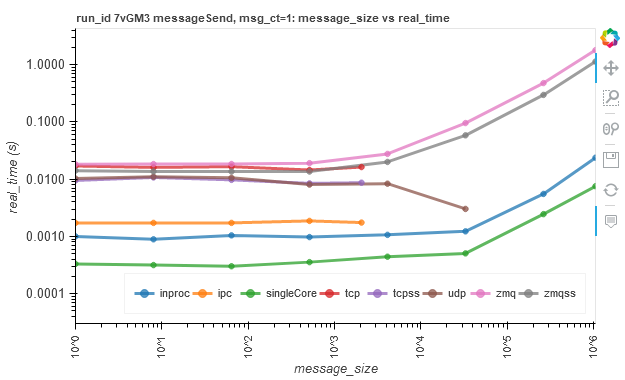 run_id 7vGM3 messageSend, msg_ct=1: message_size vs real_time
real_time (s)
1.0000
0.1000
0.0100
0.0010
0.0001
inproc ipc singleCore tcp tcpss udp zmq zmqss
10^0 10^1 10^2 10^3 10^4 10^5 10^6
message_size